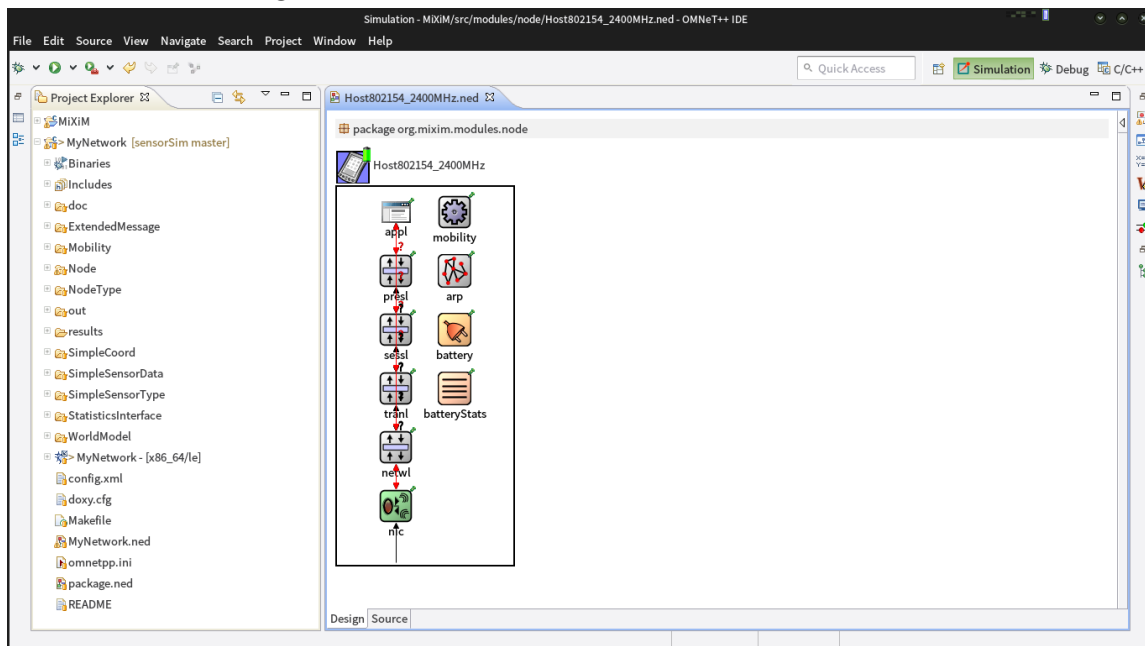 Simulation - MiXiM/src/modules/node/Host802154_2400MHz.ned - OMNeT++ IDE
File Edit Source View Navigate Search Project Window Help
Quick Access
Simulation Debug C/C++
Project Explorer
Host802154_2400MHz.ned
MiXiM
> MyNetwork [sensorSim master]
Binaries
Includes
doc
ExtendedMessage
Mobility
Node
NodeType
out
results
SimpleCoord
SimpleSensorData
SimpleSensorType
StatisticsInterface
WorldModel
> MyNetwork - [x86_64/le]
config.xml
doxy.cfg
Makefile
MyNetwork.ned
omnetpp.ini
package.ned
README
package org.mixim.modules.node
Host802154_2400MHz
appl mobility
presl arp
sessl battery
tranl batteryStats
netwl
nic
Design Source